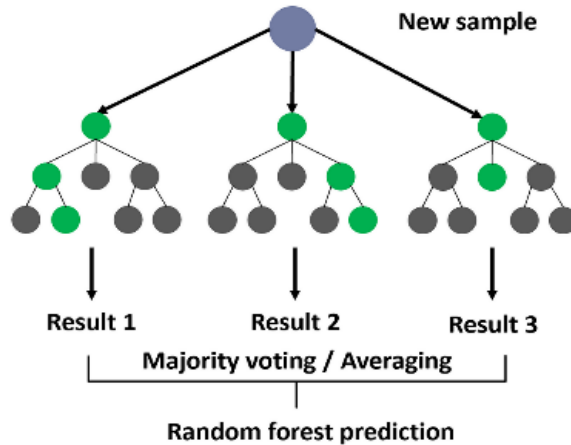 New sample
Result 1
Result 2
Result 3
Majority voting / Averaging
Random forest prediction